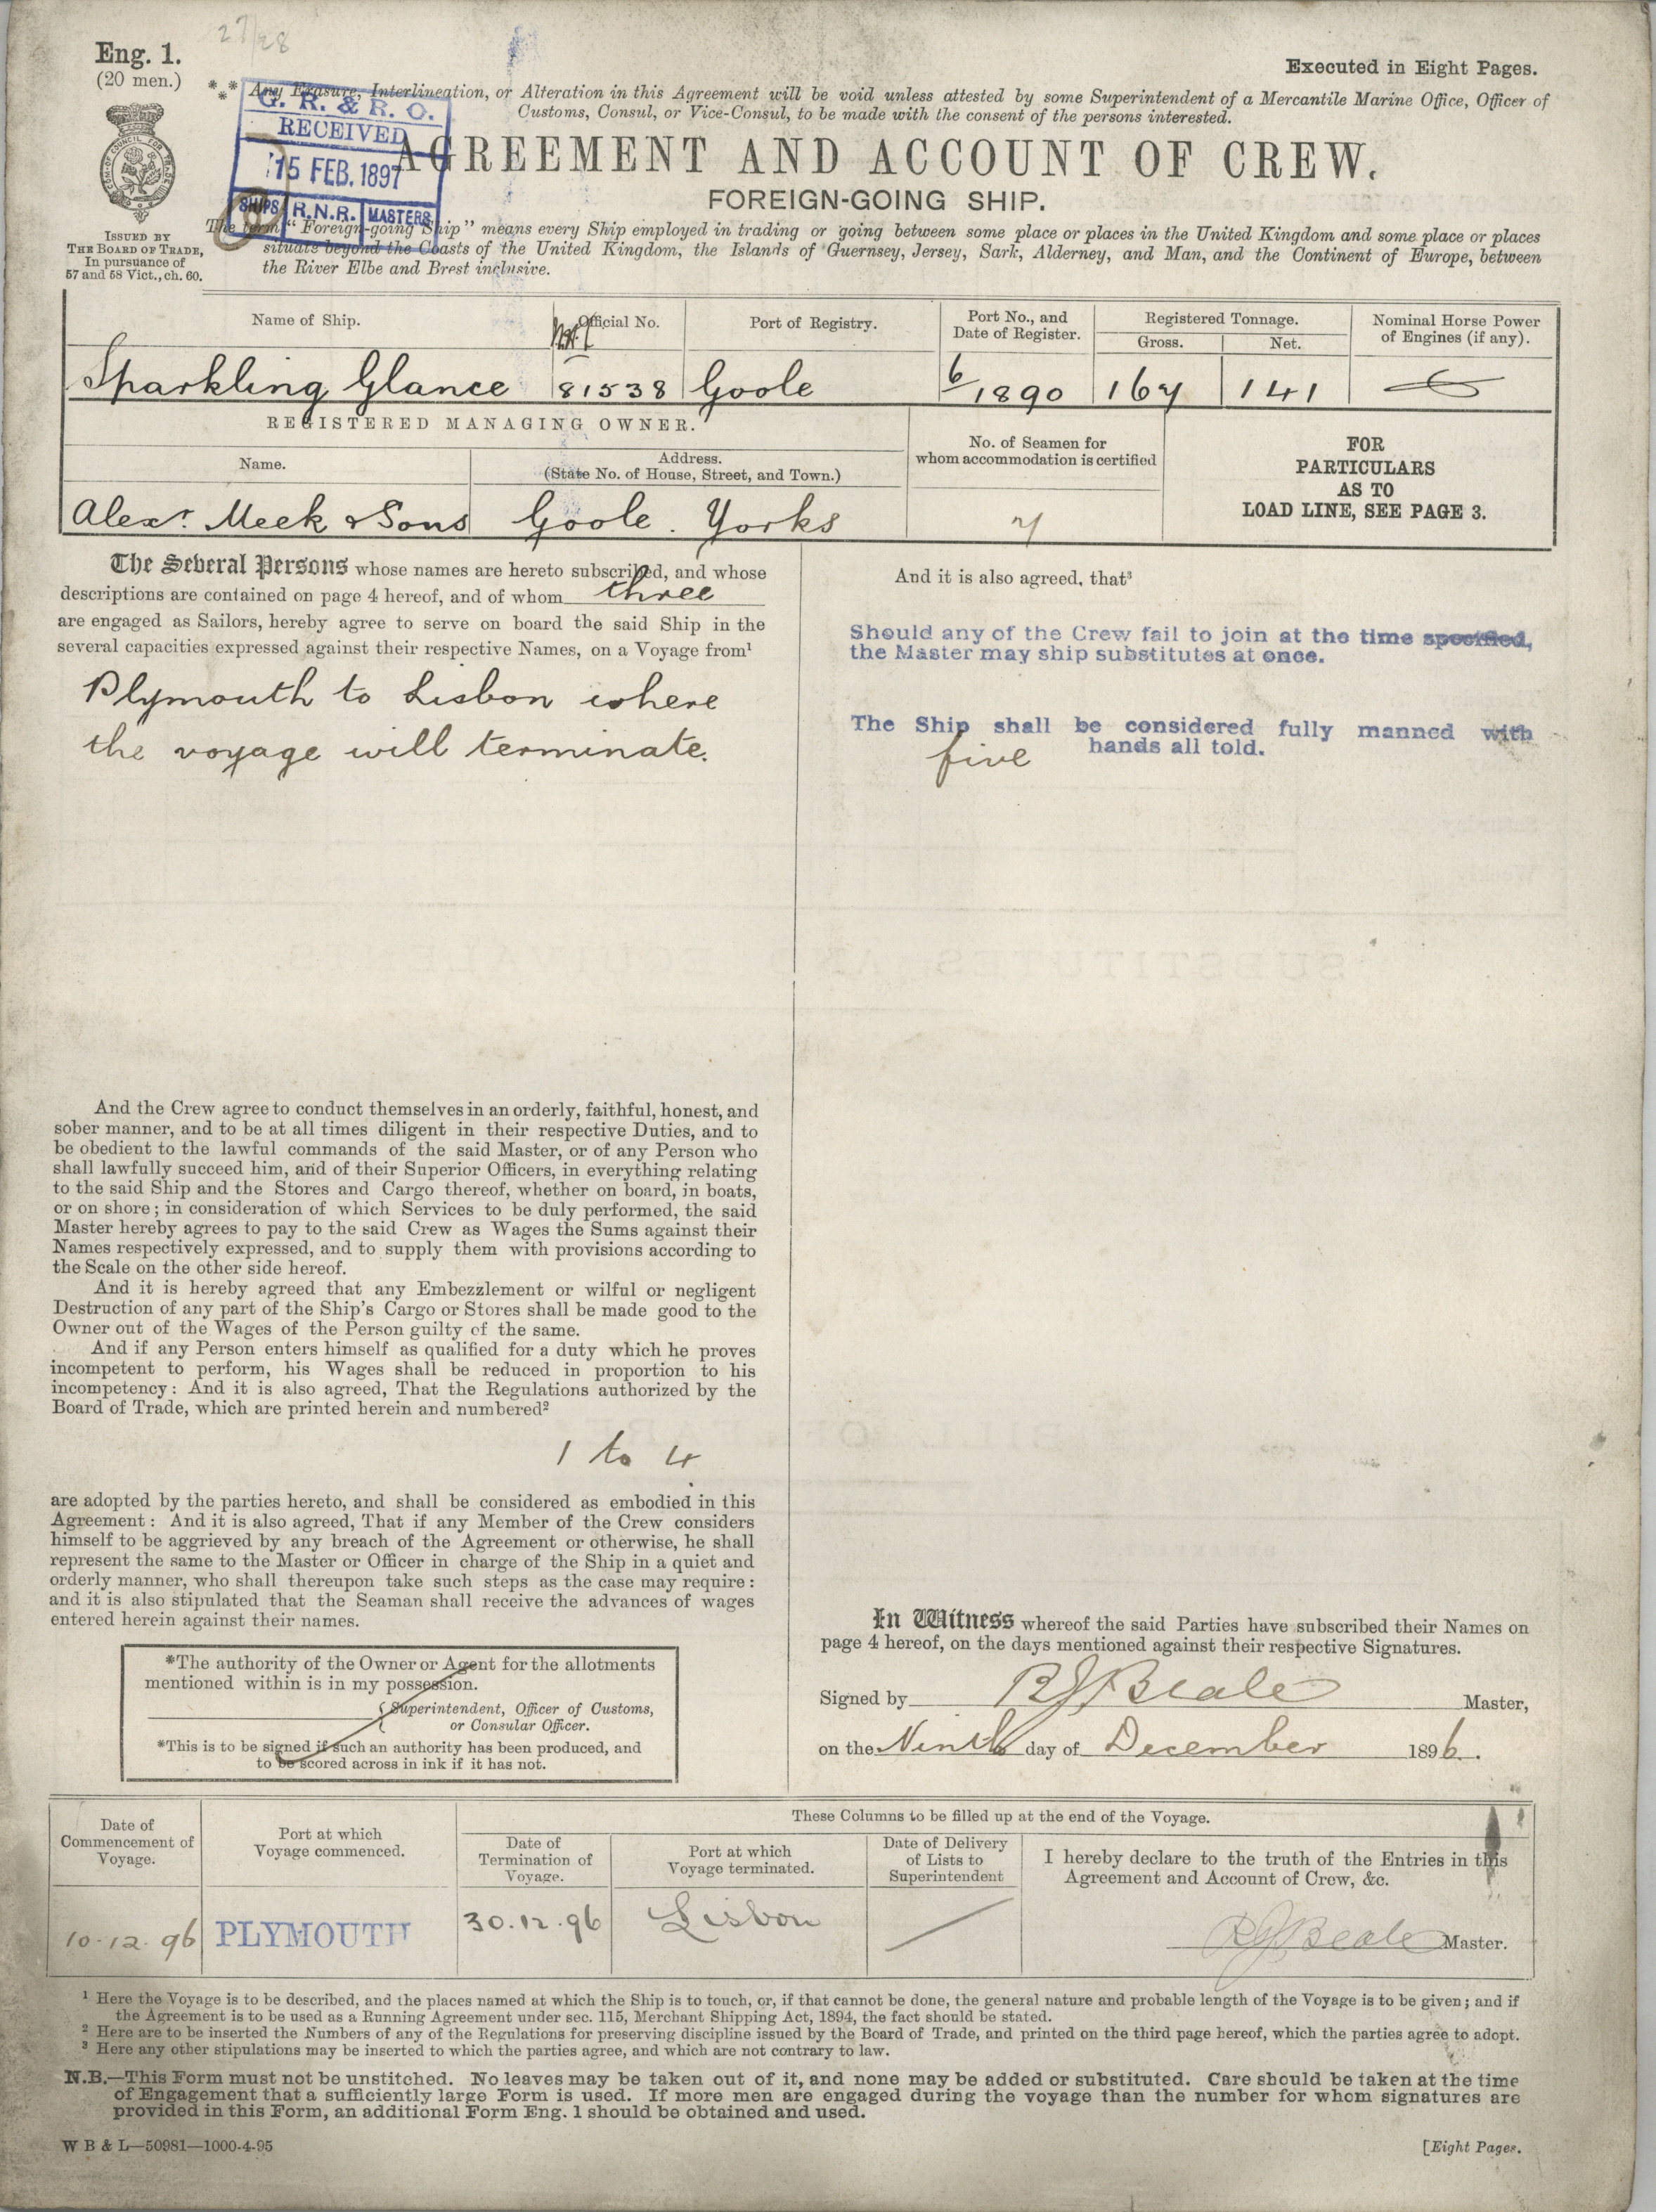 27/28
Eng. 1.
(20 men.)
Executed in Eight Pages.
*** Any Erasure, Interlineation, or Alteration in this Agreement will be void unless attested by some Superintendent of a Mercantile Marine Office, Officer of
Customs, Consul, or Vice-Consul, to be made with the consent of the persons interested.
G. R. & R. O.
RECEIVED
15 FEB. 1897
SHIPS R.N.R. MASTERS
AGREEMENT AND ACCOUNT OF CREW.
FOREIGN-GOING SHIP.
ISSUED BY
THE BOARD OF TRADE,
In pursuance of
57 and 58 Vict., ch. 60.
The term "Foreign-going Ship" means every Ship employed in trading or going between some place or places in the United Kingdom and some place or places
situate beyond the Coasts of the United Kingdom, the Islands of Guernsey, Jersey, Sark, Alderney, and Man, and the Continent of Europe, between
the River Elbe and Brest inclusive.
Name of Ship. Official No. Port of Registry. Port No., and Date of Register. Registered Tonnage. Gross. Net. Nominal Horse Power of Engines (if any).
Sparkling Glance 81538 Goole 6/1890 167 141
REGISTERED MANAGING OWNER.
Name. Address. (State No. of House, Street, and Town.) No. of Seamen for whom accommodation is certified
Alexr. Meek & Sons Goole. Yorks 7
FOR
PARTICULARS
AS TO
LOAD LINE, SEE PAGE 3.
The Several Persons whose names are hereto subscribed, and whose
descriptions are contained on page 4 hereof, and of whom three
are engaged as Sailors, hereby agree to serve on board the said Ship in the
several capacities expressed against their respective Names, on a Voyage from¹
Plymouth to Lisbon where
the voyage will terminate.
And the Crew agree to conduct themselves in an orderly, faithful, honest, and
sober manner, and to be at all times diligent in their respective Duties, and to
be obedient to the lawful commands of the said Master, or of any Person who
shall lawfully succeed him, and of their Superior Officers, in everything relating
to the said Ship and the Stores and Cargo thereof, whether on board, in boats,
or on shore; in consideration of which Services to be duly performed, the said
Master hereby agrees to pay to the said Crew as Wages the Sums against their
Names respectively expressed, and to supply them with provisions according to
the Scale on the other side hereof.
And it is hereby agreed that any Embezzlement or wilful or negligent
Destruction of any part of the Ship's Cargo or Stores shall be made good to the
Owner out of the Wages of the Person guilty of the same.
And if any Person enters himself as qualified for a duty which he proves
incompetent to perform, his Wages shall be reduced in proportion to his
incompetency: And it is also agreed, That the Regulations authorized by the
Board of Trade, which are printed herein and numbered²
1 to 4
are adopted by the parties hereto, and shall be considered as embodied in this
Agreement: And it is also agreed, That if any Member of the Crew considers
himself to be aggrieved by any breach of the Agreement or otherwise, he shall
represent the same to the Master or Officer in charge of the Ship in a quiet and
orderly manner, who shall thereupon take such steps as the case may require:
and it is also stipulated that the Seaman shall receive the advances of wages
entered herein against their names.
*The authority of the Owner or Agent for the allotments
mentioned within is in my possession.
Superintendent, Officer of Customs,
or Consular Officer.
*This is to be signed if such an authority has been produced, and
to be scored across in ink if it has not.
And it is also agreed, that³
Should any of the Crew fail to join at the time specified,
the Master may ship substitutes at once.
The Ship shall be considered fully manned with
five hands all told.
In Witness whereof the said Parties have subscribed their Names on
page 4 hereof, on the days mentioned against their respective Signatures.
Signed by R J Beale Master,
on the Ninth day of December 1896.
Date of Commencement of Voyage. Port at which Voyage commenced. These Columns to be filled up at the end of the Voyage.
Date of Termination of Voyage. Port at which Voyage terminated. Date of Delivery of Lists to Superintendent
I hereby declare to the truth of the Entries in this
Agreement and Account of Crew, &c.
10-12-96 PLYMOUTH 30.12.96 Lisbon
R J Beale Master.
¹ Here the Voyage is to be described, and the places named at which the Ship is to touch, or, if that cannot be done, the general nature and probable length of the Voyage is to be given; and if
the Agreement is to be used as a Running Agreement under sec. 115, Merchant Shipping Act, 1894, the fact should be stated.
² Here are to be inserted the Numbers of any of the Regulations for preserving discipline issued by the Board of Trade, and printed on the third page hereof, which the parties agree to adopt.
³ Here any other stipulations may be inserted to which the parties agree, and which are not contrary to law.
N.B.—This Form must not be unstitched. No leaves may be taken out of it, and none may be added or substituted. Care should be taken at the time
of Engagement that a sufficiently large Form is used. If more men are engaged during the voyage than the number for whom signatures are
provided in this Form, an additional Form Eng. 1 should be obtained and used.
W B & L—50981—1000-4-95
[Eight Pages.